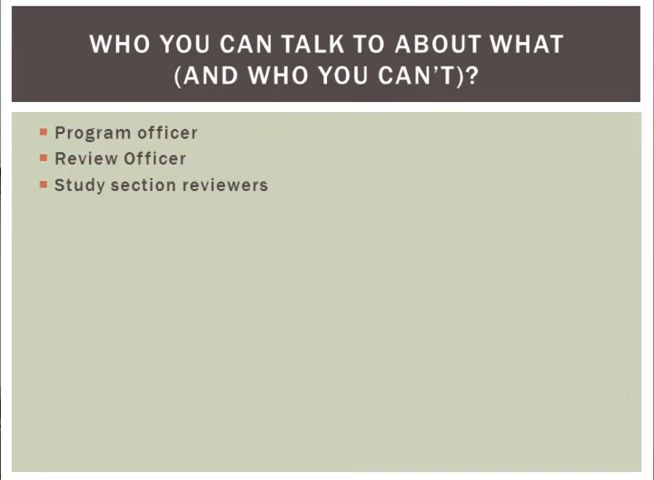 WHO YOU CAN TALK TO ABOUT WHAT
(AND WHO YOU CAN'T)?
Program officer
Review Officer
Study section reviewers